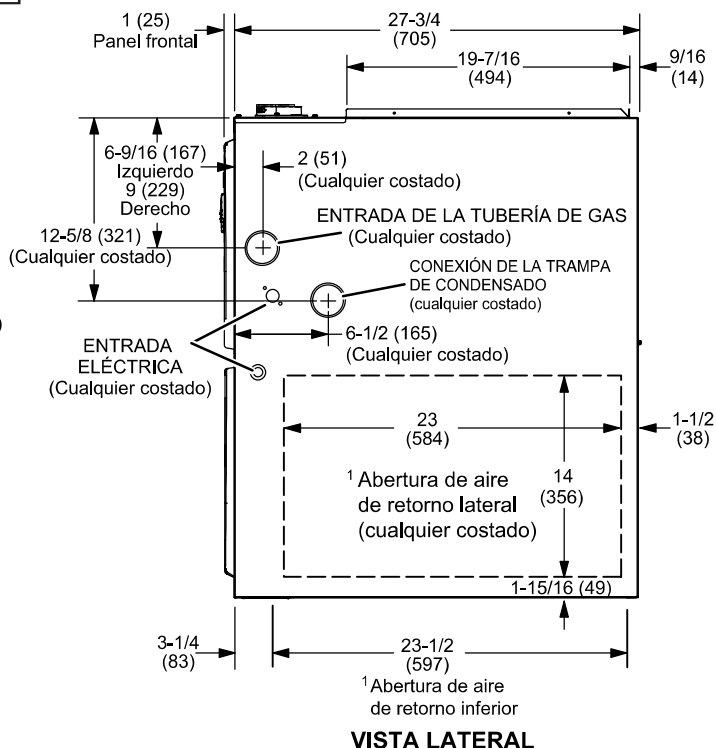 1 (25)
Panel frontal
27-3/4
(705)
19-7/16
(494)
9/16
(14)
6-9/16 (167)
Izquierdo
9 (229)
Derecho
2 (51)
(Cualquier costado)
12-5/8 (321)
(Cualquier costado)
ENTRADA DE LA TUBERÍA DE GAS
(Cualquier costado)
CONEXIÓN DE LA TRAMPA
DE CONDENSADO
(cualquier costado)
6-1/2 (165)
(Cualquier costado)
ENTRADA
ELÉCTRICA
(Cualquier costado)
23
(584)
1-1/2
(38)
1 Abertura de aire
de retorno lateral
(cualquier costado)
14
(356)
1-15/16 (49)
3-1/4
(83)
23-1/2
(597)
1 Abertura de aire
de retorno inferior
VISTA LATERAL